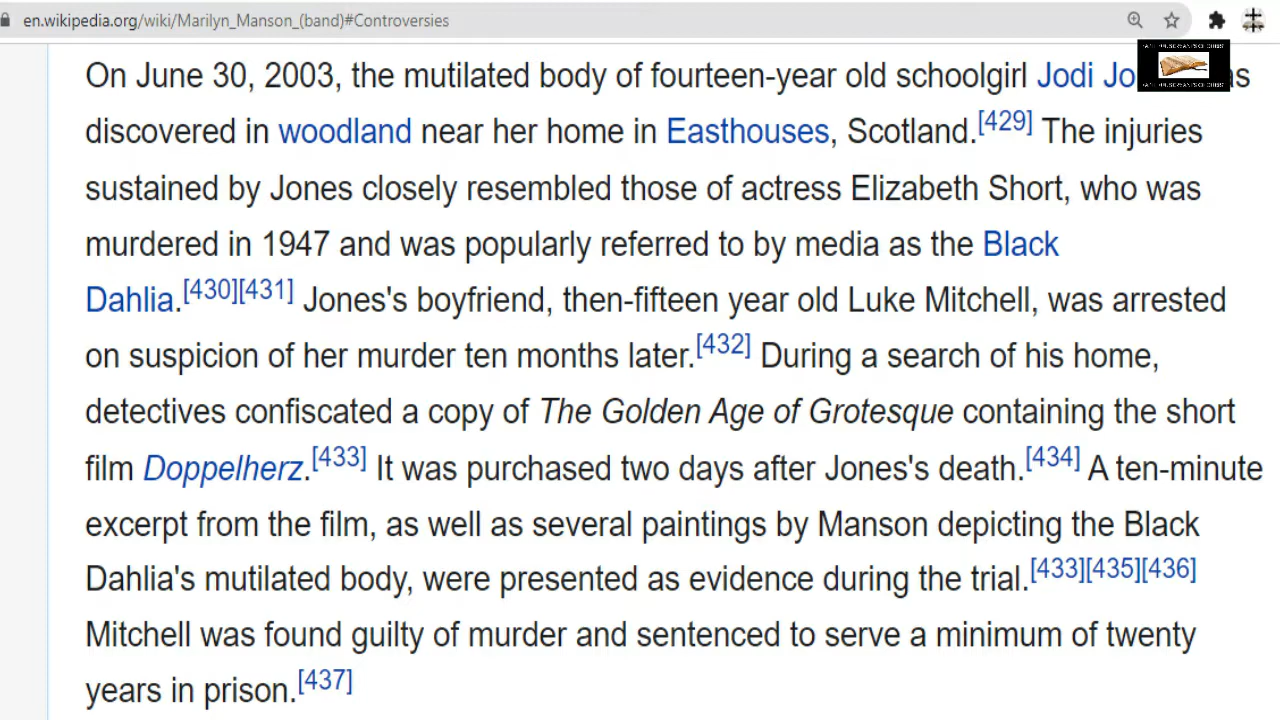 en.wikipedia.org/wiki/Marilyn_Manson_(band)#Controversies
On June 30, 2003, the mutilated body of fourteen-year old schoolgirl Jodi
discovered in woodland near her home in Easthouses, Scotland.[429] The injuries
sustained by Jones closely resembled those of actress Elizabeth Short, who was
murdered in 1947 and was popularly referred to by media as the Black
Dahlia.[430][431] Jones's boyfriend, then-fifteen year old Luke Mitchell, was arrested
on suspicion of her murder ten months later.[432] During a search of his home,
detectives confiscated a copy of The Golden Age of Grotesque containing the short
film Doppelherz.[433] It was purchased two days after Jones's death.[434] A ten-minute
excerpt from the film, as well as several paintings by Manson depicting the Black
Dahlia's mutilated body, were presented as evidence during the trial.[433][435][436]
Mitchell was found guilty of murder and sentenced to serve a minimum of twenty
years in prison.[437]